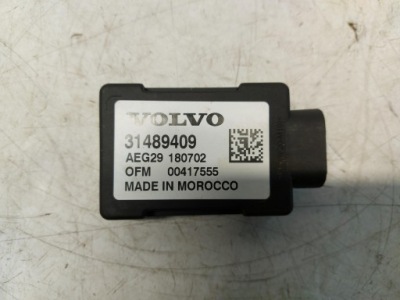 VOLVO
31489409
AEG29 180702
OFM 00417555
MADE IN MOROCCO